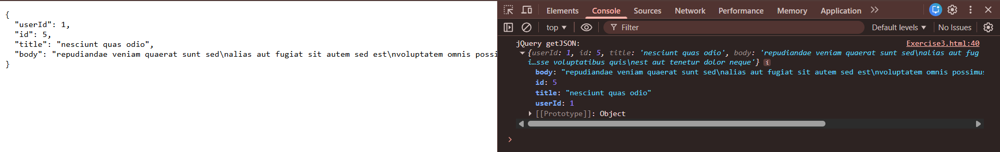 {
  "userId": 1,
  "id": 5,
  "title": "nesciunt quas odio",
  "body": "repudiandae veniam quaerat sunt sed\nalias aut fugiat sit autem sed est\nvoluptatem omnis possi
}
Elements Console Sources Network Performance Memory Application
top Filter Default levels No Issues
jQuery getJSON: Exercise3.html:40
{userId: 1, id: 5, title: 'nesciunt quas odio', body: 'repudiandae veniam quaerat sunt sed\nalias aut fug
i…sse voluptatibus quis\nest aut tenetur dolor neque'} i
body: "repudiandae veniam quaerat sunt sed\nalias aut fugiat sit autem sed est\nvoluptatem omnis possimus
id: 5
title: "nesciunt quas odio"
userId: 1
[[Prototype]]: Object